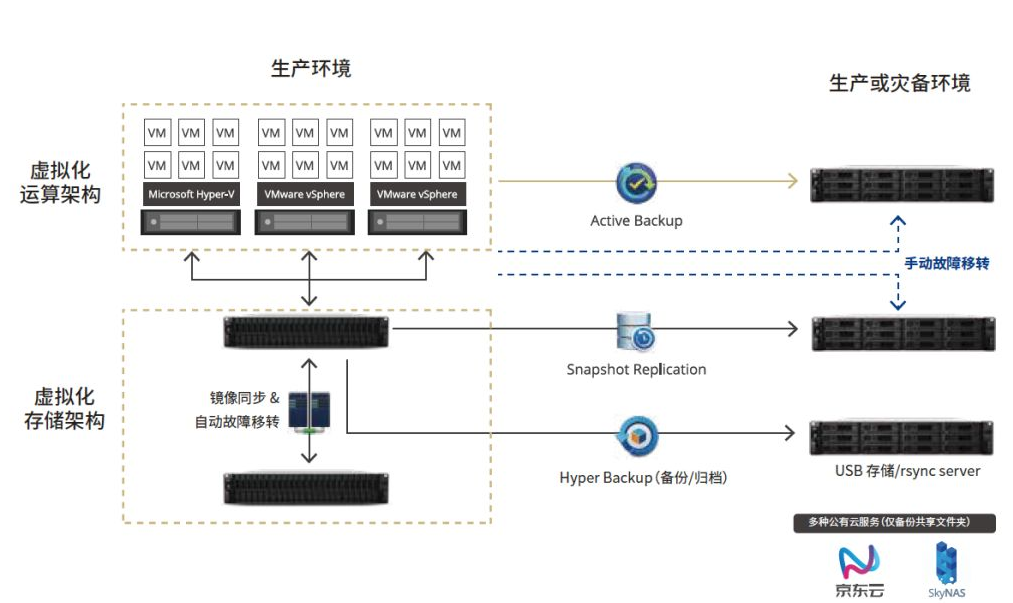 生产环境
生产或灾备环境
虚拟化
运算架构
VM VM VM VM VM VM VM VM VM
VM VM VM VM VM VM VM VM VM
Microsoft Hyper-V VMware vSphere VMware vSphere
Active Backup
手动故障移转
虚拟化
存储架构
镜像同步 &
自动故障移转
Snapshot Replication
Hyper Backup（备份/归档）
USB 存储/rsync server
多种公有云服务（仅备份共享文件夹）
京东云
SkyNAS